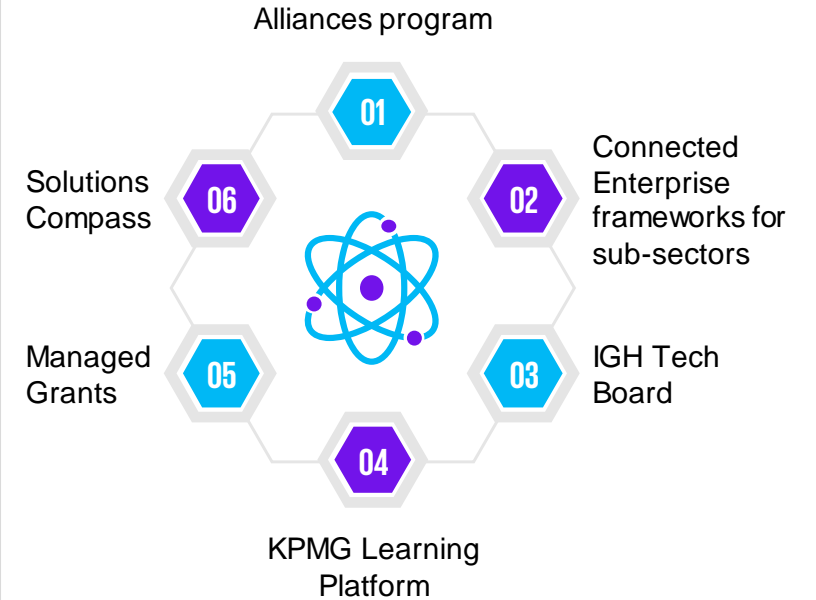 Alliances program
01
02
Connected
Enterprise
frameworks for
sub-sectors
03
IGH Tech
Board
04
KPMG Learning
Platform
05
Managed
Grants
06
Solutions
Compass